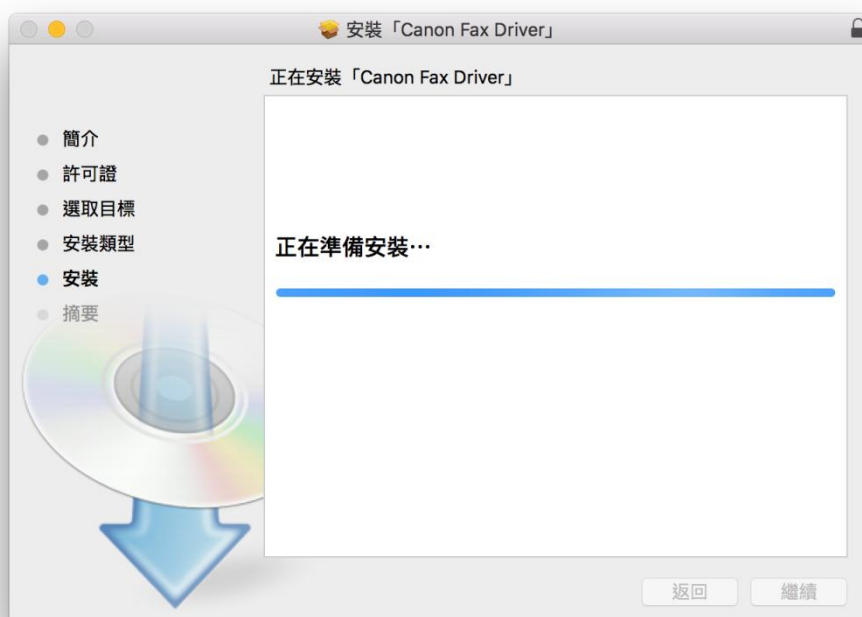 安裝「Canon Fax Driver」
正在安裝「Canon Fax Driver」
簡介
許可證
選取目標
安裝類型
安裝
摘要
正在準備安裝⋯
返回
繼續